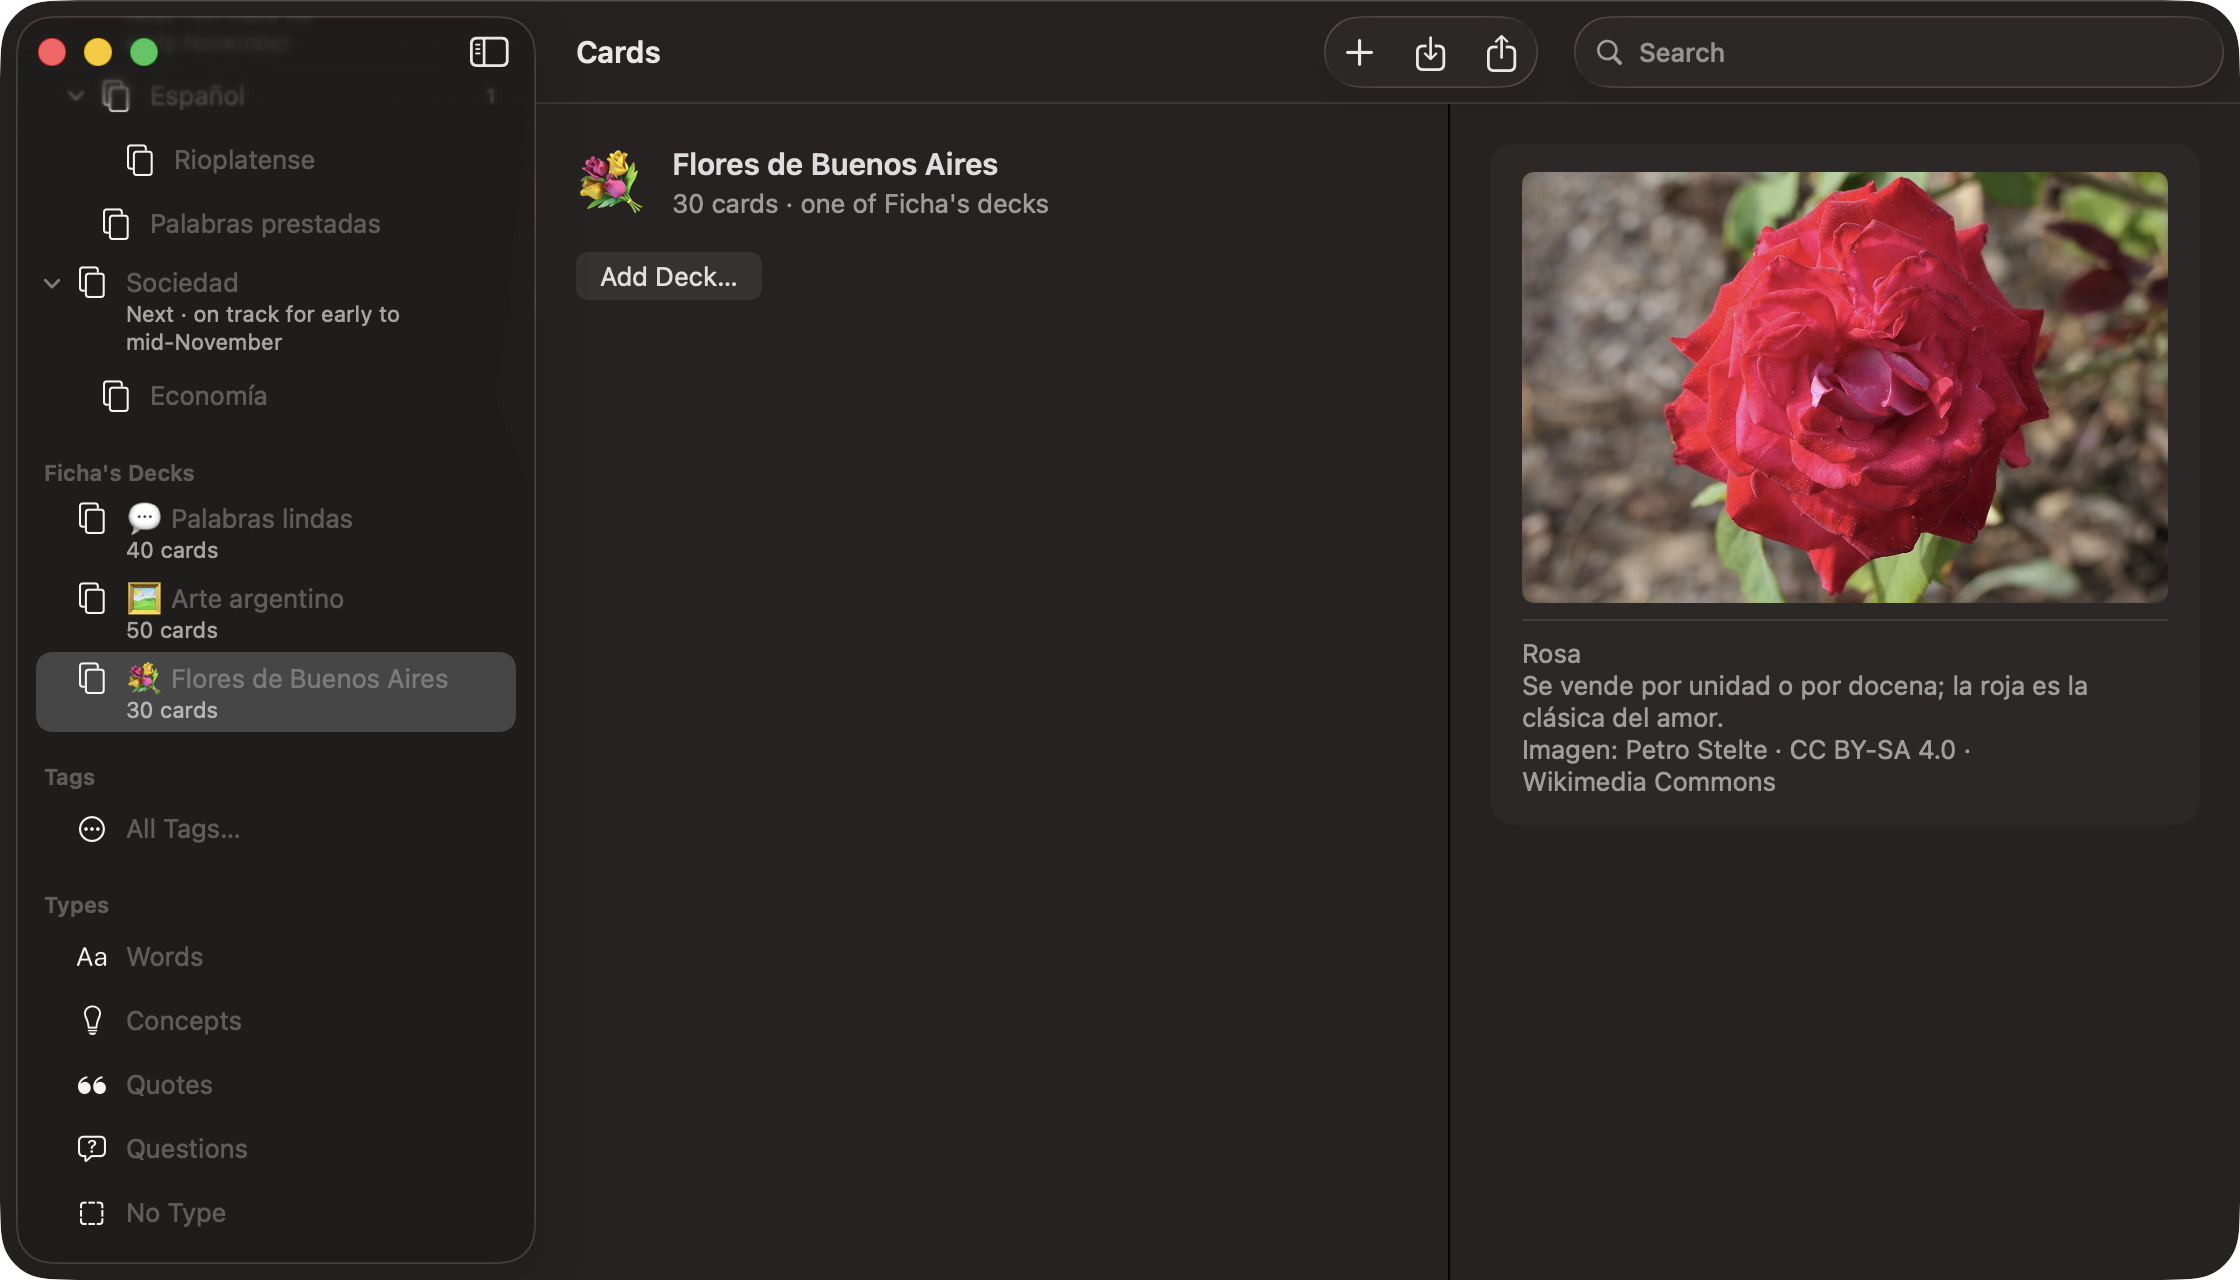 Español
1
Rioplatense
Palabras prestadas
Sociedad
Next · on track for early to
mid-November
Economía
Ficha's Decks
Palabras lindas
40 cards
Arte argentino
50 cards
Flores de Buenos Aires
30 cards
Tags
All Tags...
Types
Aa Words
Concepts
Quotes
Questions
No Type
Cards
Search
Flores de Buenos Aires
30 cards · one of Ficha's decks
Add Deck...
Rosa
Se vende por unidad o por docena; la roja es la
clásica del amor.
Imagen: Petro Stelte · CC BY-SA 4.0 ·
Wikimedia Commons